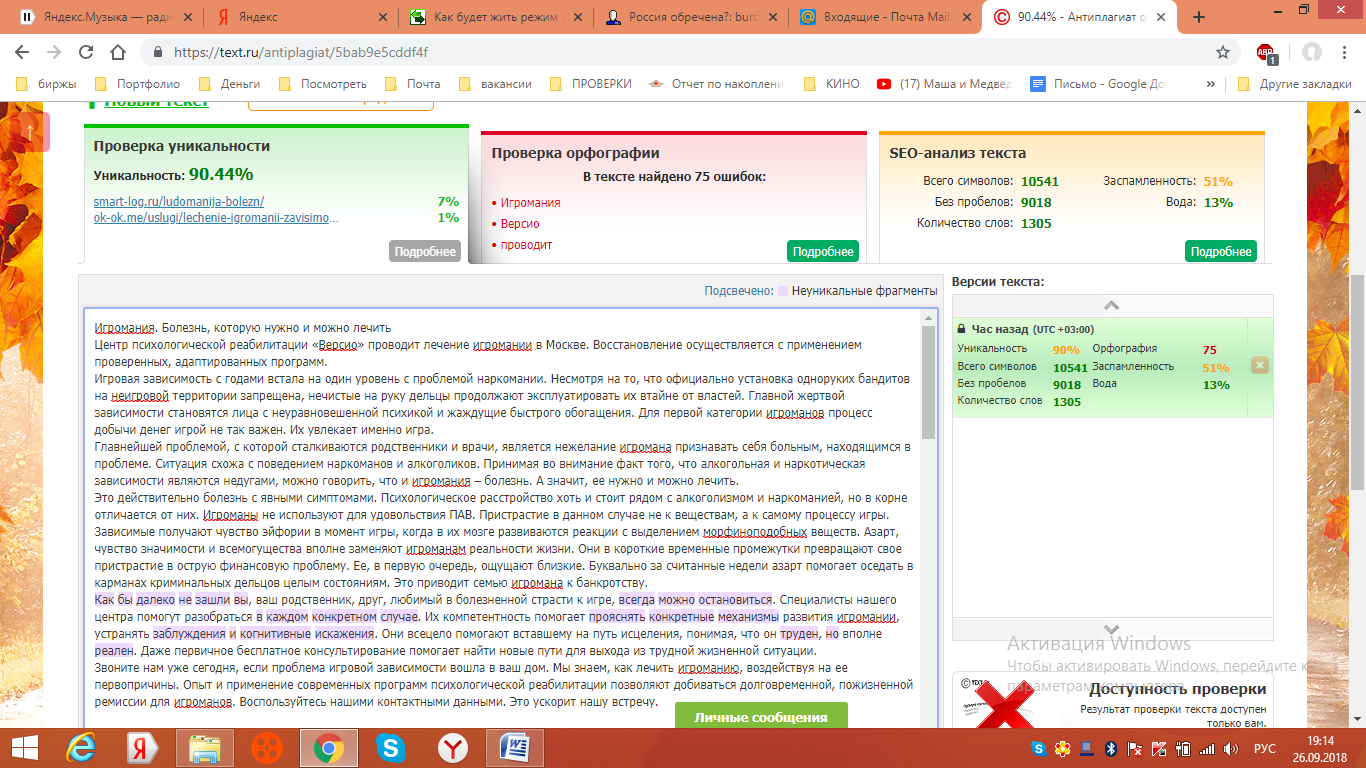 Яндекс.Музыка — ради
Яндекс
Как будет жить режим п
Россия обречена?: burc
Входящие - Почта Mail.
90.44% - Антиплагиат о
https://text.ru/antiplagiat/5bab9e5cddf4f
ABP
1
биржы
Портфолио
Деньги
Посмотреть
Почта
вакансии
ПРОВЕРКИ
Отчет по накоплени
КИНО
(17) Маша и Медвед
Письмо - Google До
»
Другие закладки
Новый текст
Проверка уникальности
Уникальность: 90.44%
smart-log.ru/ludomanija-bolezn/ 7%
ok-ok.me/uslugi/lechenie-igromanii-zavisimo... 1%
Подробнее
Проверка орфографии
В тексте найдено 75 ошибок:
• Игромания
• Версио
• проводит
Подробнее
SEO-анализ текста
Всего символов: 10541 Заспамленность: 51%
Без пробелов: 9018 Вода: 13%
Количество слов: 1305
Подробнее
Подсвечено: Неуникальные фрагменты
Игромания. Болезнь, которую нужно и можно лечить
Центр психологической реабилитации «Версио» проводит лечение игромании в Москве. Восстановление осуществляется с применением
проверенных, адаптированных программ.
Игровая зависимость с годами встала на один уровень с проблемой наркомании. Несмотря на то, что официально установка одноруких бандитов
на неигровой территории запрещена, нечистые на руку дельцы продолжают эксплуатировать их втайне от властей. Главной жертвой
зависимости становятся лица с неуравновешенной психикой и жаждущие быстрого обогащения. Для первой категории игроманов процесс
добычи денег игрой не так важен. Их увлекает именно игра.
Главнейшей проблемой, с которой сталкиваются родственники и врачи, является нежелание игромана признавать себя больным, находящимся в
проблеме. Ситуация схожа с поведением наркоманов и алкоголиков. Принимая во внимание факт того, что алкогольная и наркотическая
зависимости являются недугами, можно говорить, что и игромания – болезнь. А значит, ее нужно и можно лечить.
Это действительно болезнь с явными симптомами. Психологическое расстройство хоть и стоит рядом с алкоголизмом и наркоманией, но в корне
отличается от них. Игроманы не используют для удовольствия ПАВ. Пристрастие в данном случае не к веществам, а к самому процессу игры.
Зависимые получают чувство эйфории в момент игры, когда в их мозге развиваются реакции с выделением морфиноподобных веществ. Азарт,
чувство значимости и всемогущества вполне заменяют игроманам реальности жизни. Они в короткие временные промежутки превращают свое
пристрастие в острую финансовую проблему. Ее, в первую очередь, ощущают близкие. Буквально за считанные недели азарт помогает оседать в
карманах криминальных дельцов целым состояниям. Это приводит семью игромана к банкротству.
Как бы далеко не зашли вы, ваш родственник, друг, любимый в болезненной страсти к игре, всегда можно остановиться. Специалисты нашего
центра помогут разобраться в каждом конкретном случае. Их компетентность помогает прояснять конкретные механизмы развития игромании,
устранять заблуждения и когнитивные искажения. Они всецело помогают вставшему на путь исцеления, понимая, что он труден, но вполне
реален. Даже первичное бесплатное консультирование помогает найти новые пути для выхода из трудной жизненной ситуации.
Звоните нам уже сегодня, если проблема игровой зависимости вошла в ваш дом. Мы знаем, как лечить игроманию, воздействуя на ее
первопричины. Опыт и применение современных программ психологической реабилитации позволяют добиваться долговременной, пожизненной
ремиссии для игроманов. Воспользуйтесь нашими контактными данными. Это ускорит нашу встречу.
Версии текста:
Час назад (UTC +03:00)
Уникальность 90% Орфография 75
Всего символов 10541 Заспамленность 51%
Без пробелов 9018 Вода 13%
Количество слов 1305
Активация Windows
Чтобы активировать Windows, перейдите к
параметрам компьютера.
Доступность проверки
Результат проверки текста доступен
только вам.
Личные сообщения
РУС
19:14
26.09.2018